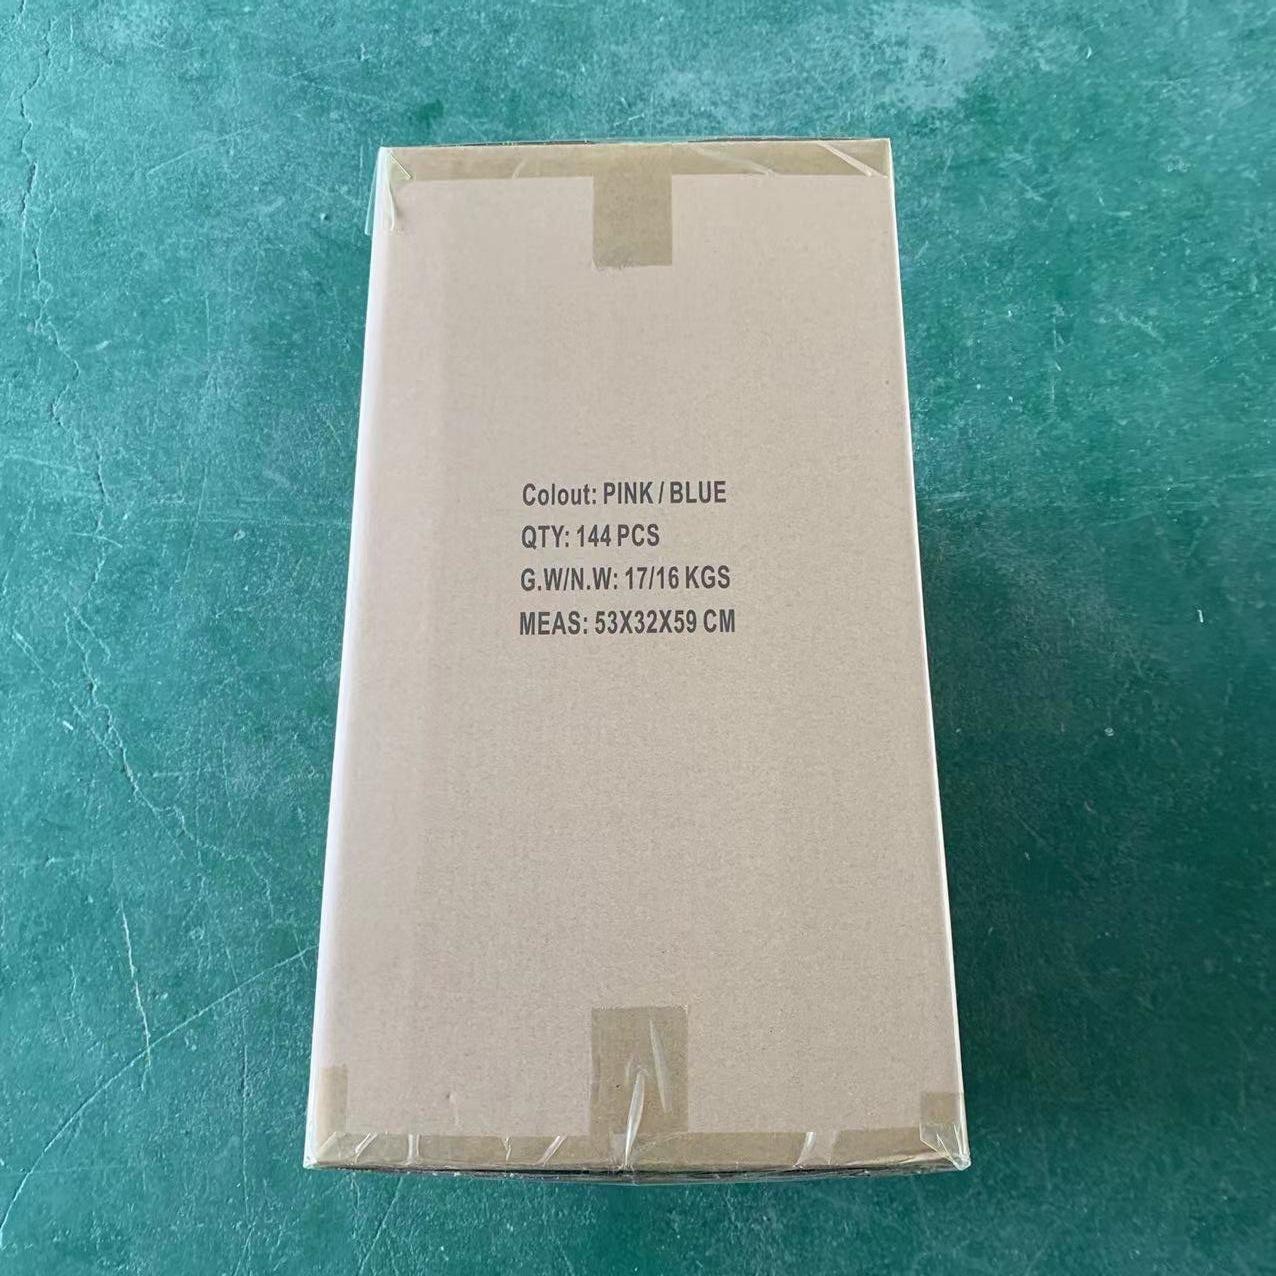 Colout: PINK / BLUE
QTY: 144 PCS
G.W/N.W: 17/16 KGS
MEAS: 53X32X59 CM